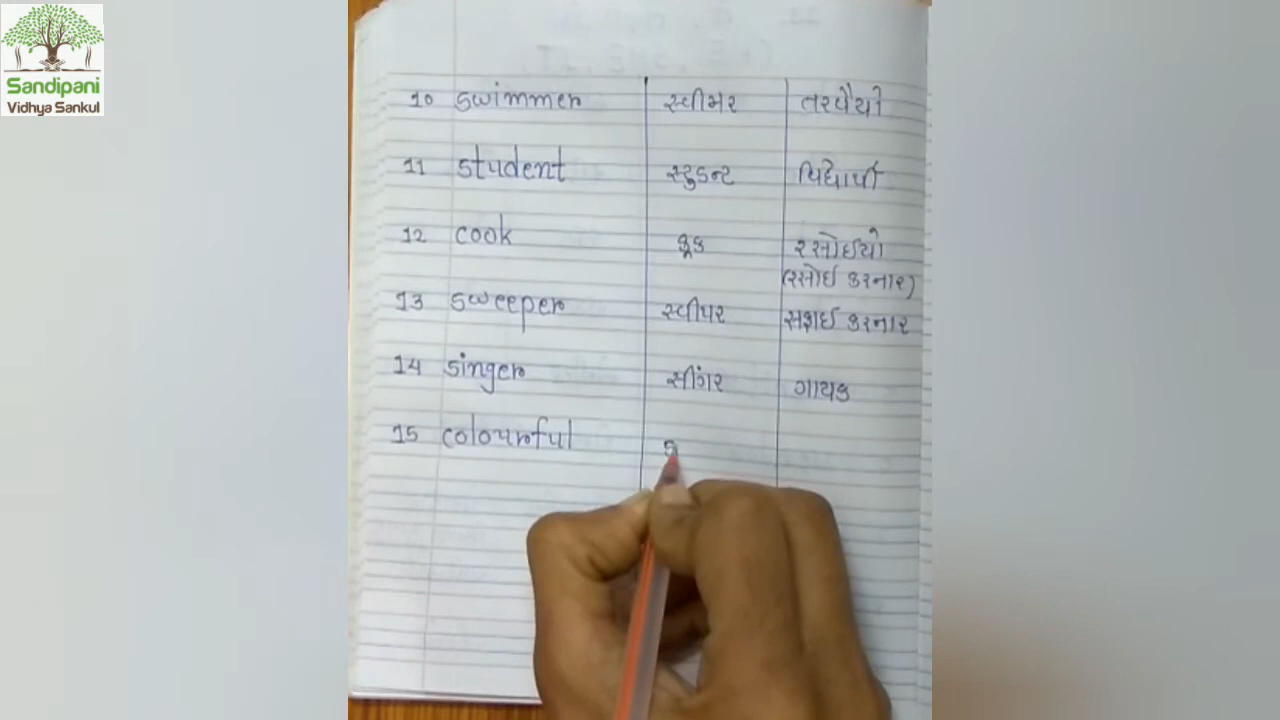 Sandipani
Vidhya Sankul
10 swimmer સ્વીમર તરવૈયો
11 student સ્ટુડન્ટ વિદ્યાર્થી
12 cook કૂક રસોઈયો
(રસોઈ કરનાર)
13 sweeper સ્વીપર સફાઈ કરનાર
14 singer સીંગર ગાયક
15 colourful ક